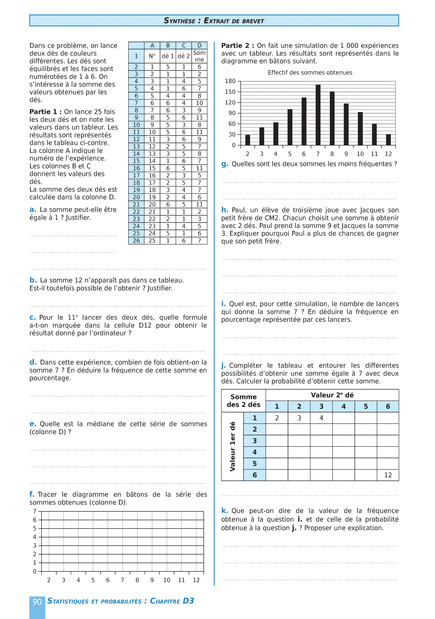 SYNTHÈSE : EXTRAIT DE BREVET
Dans ce problème, on lance
deux dés de couleurs
différentes. Les dés sont
équilibrés et les faces sont
numérotées de 1 à 6. On
s'intéresse à la somme des
valeurs obtenues par les
dés.
Partie 1 : On lance 25 fois
les deux dés et on note les
valeurs dans un tableau. Les
résultats sont représentés
dans le tableau ci-contre.
La colonne A indique le
numéro de l'expérience.
Les colonnes B et C
donnent les valeurs des
dés.
La somme des deux dés est
calculée dans la colonne D.
a. La somme peut-elle être
égale à 1 ? Justifier.
A B C D
1 N° dé 1 dé 2 Som me
2 1 5 1 6
3 2 1 1 2
4 3 1 4 5
5 4 1 6 7
6 5 4 4 8
7 6 6 4 10
8 7 6 3 9
9 8 5 6 11
10 9 5 3 8
11 10 5 6 11
12 11 3 6 9
13 12 2 5 7
14 13 3 5 8
15 14 1 6 7
16 15 6 5 11
17 16 2 3 5
18 17 2 5 7
19 18 3 4 7
20 19 2 4 6
21 20 6 5 11
22 21 1 1 2
23 22 2 1 3
24 23 1 4 5
25 24 5 1 6
26 25 1 6 7
b. La somme 12 n'apparaît pas dans ce tableau.
Est-il toutefois possible de l'obtenir ? Justifier.
c. Pour le 11e lancer des deux dés, quelle formule
a-t-on marquée dans la cellule D12 pour obtenir le
résultat donné par l'ordinateur ?
d. Dans cette expérience, combien de fois obtient-on la
somme 7 ? En déduire la fréquence de cette somme en
pourcentage.
e. Quelle est la médiane de cette série de sommes
(colonne D) ?
f. Tracer le diagramme en bâtons de la série des
sommes obtenues (colonne D).
7
6
5
4
3
2
1
0
2 3 4 5 6 7 8 9 10 11 12
Partie 2 : On fait une simulation de 1 000 expériences
avec un tableur. Les résultats sont représentés dans le
diagramme en bâtons suivant.
Effectif des sommes obtenues
180
150
120
90
60
30
0
2 3 4 5 6 7 8 9 10 11 12
g. Quelles sont les deux sommes les moins fréquentes ?
h. Paul, un élève de troisième joue avec Jacques son
petit frère de CM2. Chacun choisit une somme à obtenir
avec 2 dés. Paul prend la somme 9 et Jacques la somme
3. Expliquer pourquoi Paul a plus de chances de gagner
que son petit frère.
i. Quel est, pour cette simulation, le nombre de lancers
qui donne la somme 7 ? En déduire la fréquence en
pourcentage représentée par ces lancers.
j. Compléter le tableau et entourer les différentes
possibilités d'obtenir une somme égale à 7 avec deux
dés. Calculer la probabilité d'obtenir cette somme.
Somme
des 2 dés
Valeur 2e dé
1 2 3 4 5 6
Valeur 1er dé
1 2 3 4
2
3
4
5
6 12
k. Que peut-on dire de la valeur de la fréquence
obtenue à la question i. et de celle de la probabilité
obtenue à la question j. ? Proposer une explication.
90 STATISTIQUES ET PROBABILITÉS : CHAPITRE D3